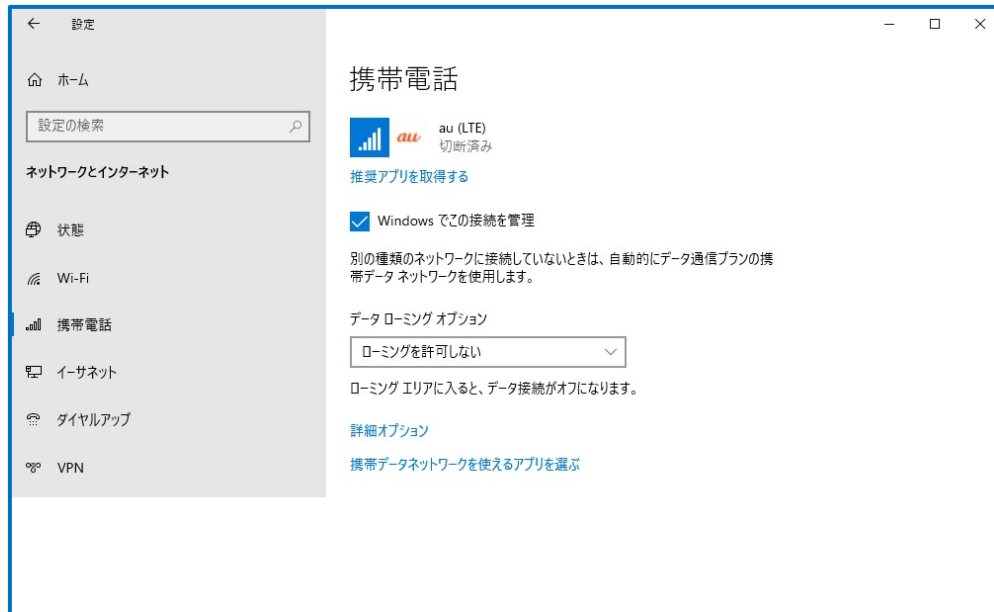 設定
ホーム
設定の検索
ネットワークとインターネット
状態
Wi-Fi
携帯電話
イーサネット
ダイヤルアップ
VPN
携帯電話
au
au (LTE)
切断済み
推奨アプリを取得する
Windows でこの接続を管理
別の種類のネットワークに接続していないときは、自動的にデータ通信プランの携
帯データ ネットワークを使用します。
データ ローミング オプション
ローミングを許可しない
ローミング エリアに入ると、データ接続がオフになります。
詳細オプション
携帯データネットワークを使えるアプリを選ぶ